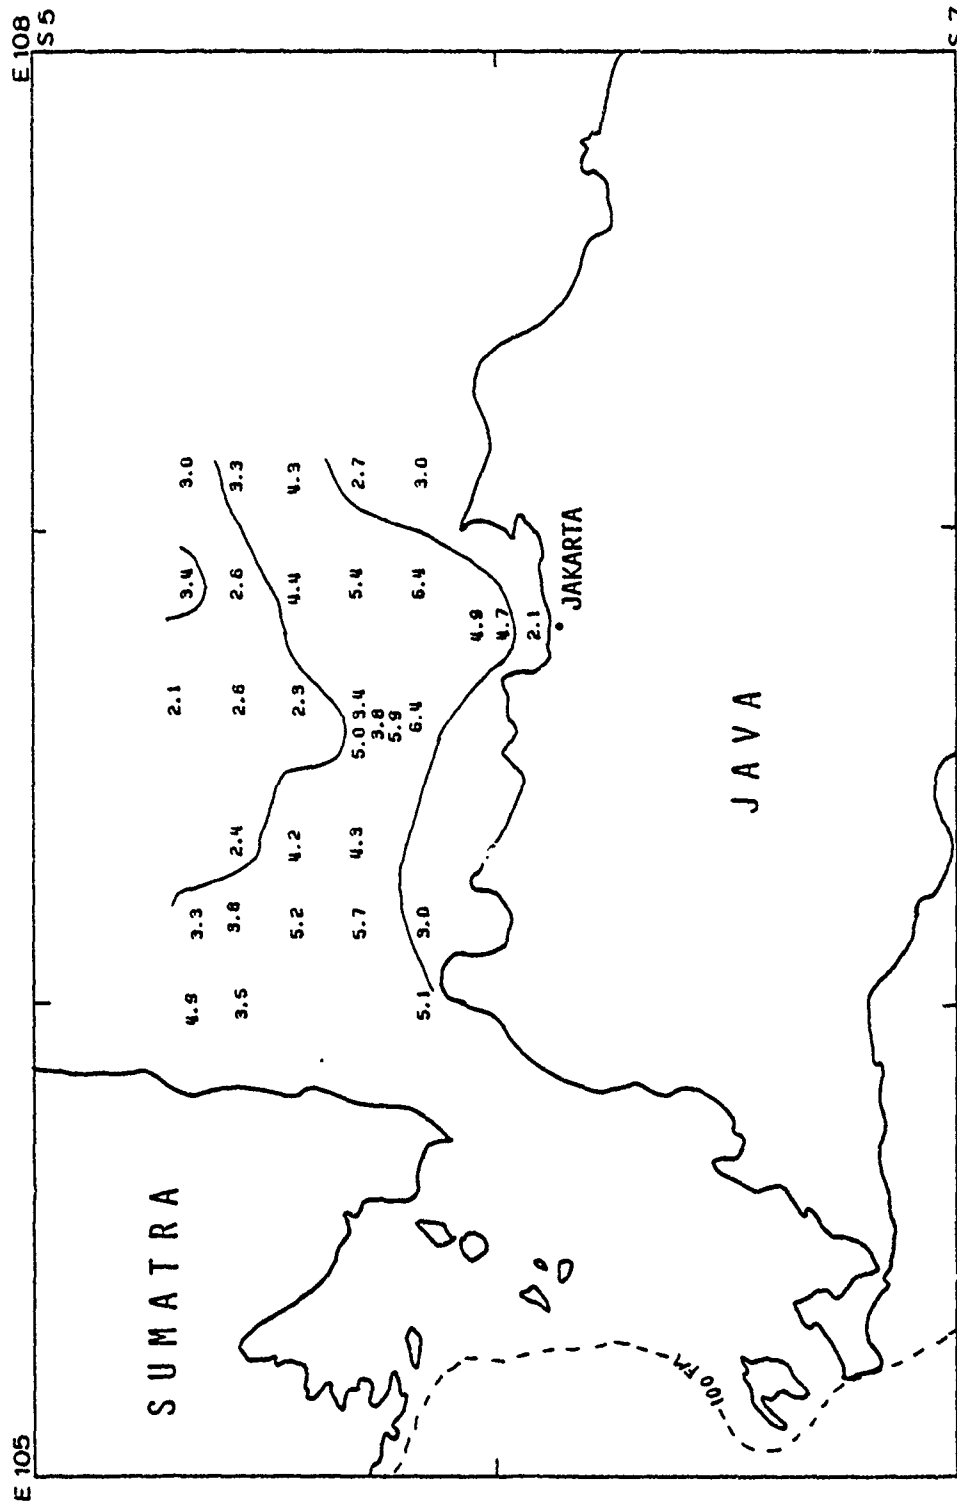 E 105
E 108
S 5
SUMATRA
4.9 3.3 2.1 3.4 3.0
3.5 3.8 2.4 2.6 2.6 3.3
5.2 4.2 2.3 4.4 4.3
5.7 4.3 5.0 3.4 5.4 2.7
3.8
5.9
5.1 3.0 6.4 6.4 3.0
4.9
4.7
2.1
JAKARTA
100 FM
JAVA
S 7